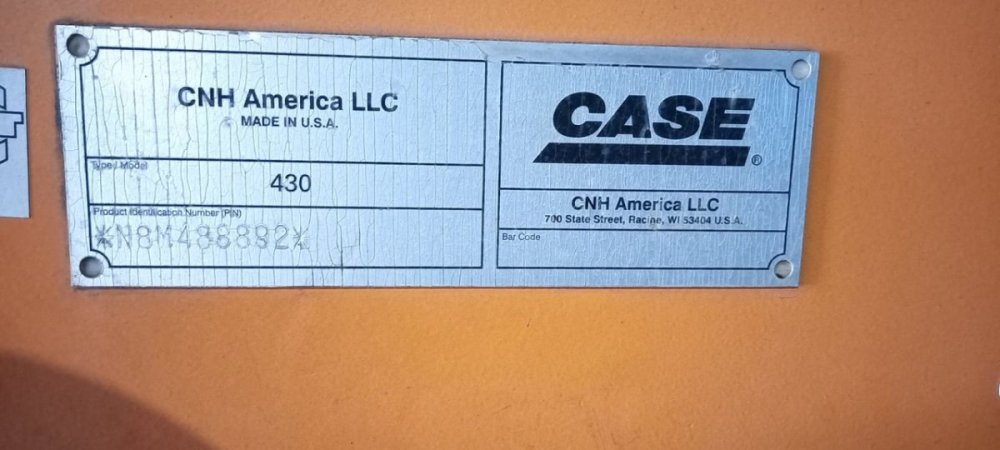 CNH America LLC
MADE IN U.S.A.
Type / Model
430
Product Identification Number (PIN)
*N8M488892*
CASE
®
CNH America LLC
700 State Street, Racine, WI 53404 U.S.A.
Bar Code